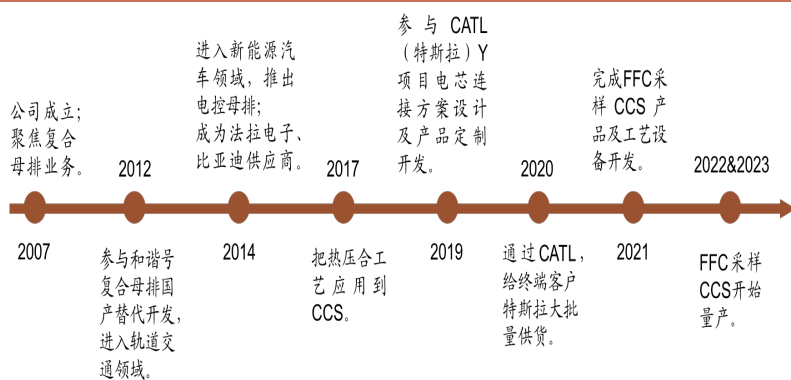 公司成立；
聚焦复合
母排业务。
2007
2012
参与和谐号
复合母排国
产替代开发，
进入轨道交
通领域。
进入新能源汽
车领域，推出
电控母排；
成为法拉电子、
比亚迪供应商。
2014
2017
把热压合工
艺应用到
CCS。
参与 CATL
（特斯拉）Y
项目电芯连
接方案设计
及产品定制
开发。
2019
2020
通过CATL，
给终端客户
特斯拉大批
量供货。
完成FFC采
样 CCS 产
品及工艺设
备开发。
2021
2022&2023
FFC采样
CCS开始
量产。